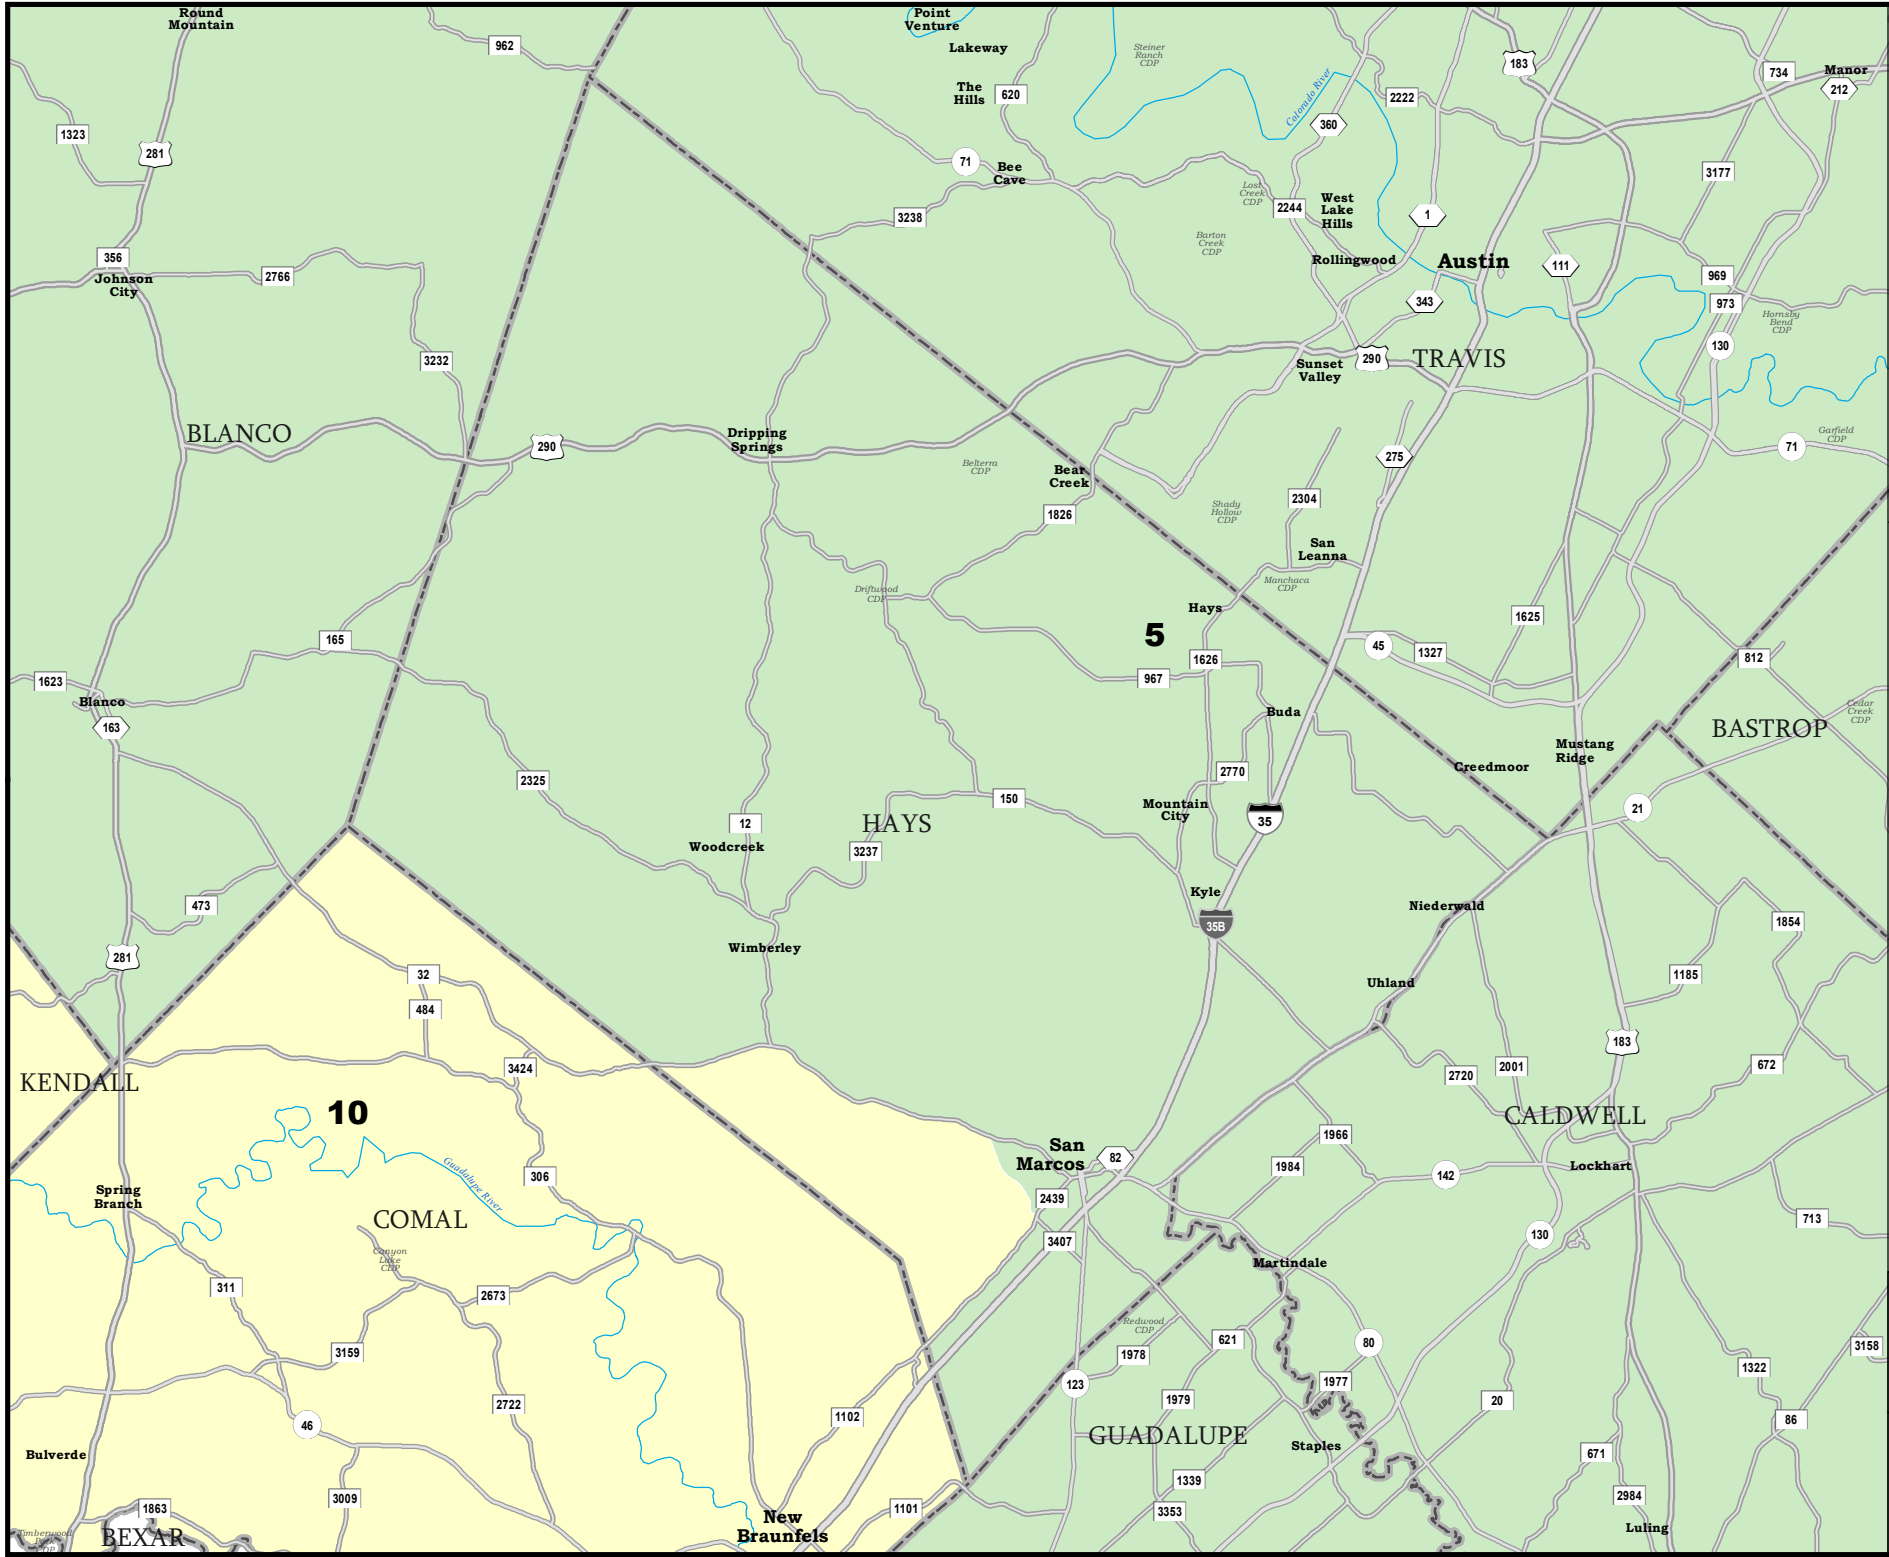 Round
Mountain
962
Point
Venture
Lakeway
Steiner
Ranch
CDP
183
734
Manor
212
The
Hills
620
2222
Colorado River
360
1323
281
71
Bee
Cave
3177
Lost
Creek
CDP
West
Lake
Hills
2244
1
3238
Barton
Creek
CDP
356
Johnson
City
2766
Rollingwood
Austin
111
969
343
973
Hornsby
Bend
CDP
130
3232
Sunset
Valley
290
TRAVIS
BLANCO
290
Dripping
Springs
Garfield
CDP
71
Belterra
CDP
Bear
Creek
275
2304
Shady
Hollow
CDP
1826
San
Leanna
Manchaca
CDP
Driftwood
CDP
Hays
1625
165
5
45
1327
1626
812
1623
967
Blanco
163
Buda
Cedar
Creek
CDP
BASTROP
Mustang
Ridge
Creedmoor
2325
2770
150
Mountain
City
21
12
HAYS
35
Woodcreek
3237
Kyle
473
Niederwald
1854
35B
Wimberley
281
32
1185
Uhland
484
183
KENDALL
3424
2720
2001
672
10
CALDWELL
1966
San
Marcos
82
1984
Lockhart
142
Guadalupe River
306
Spring
Branch
2439
COMAL
713
3407
130
Canyon
Lake
CDP
Martindale
311
2673
Redwood
CDP
621
80
3158
3159
1978
1322
123
1977
1979
20
2722
1102
86
46
GUADALUPE
Staples
671
Bulverde
1339
3009
2984
1863
1101
3353
New
Braunfels
Luling
Timberwood
Park
CDP
BEXAR